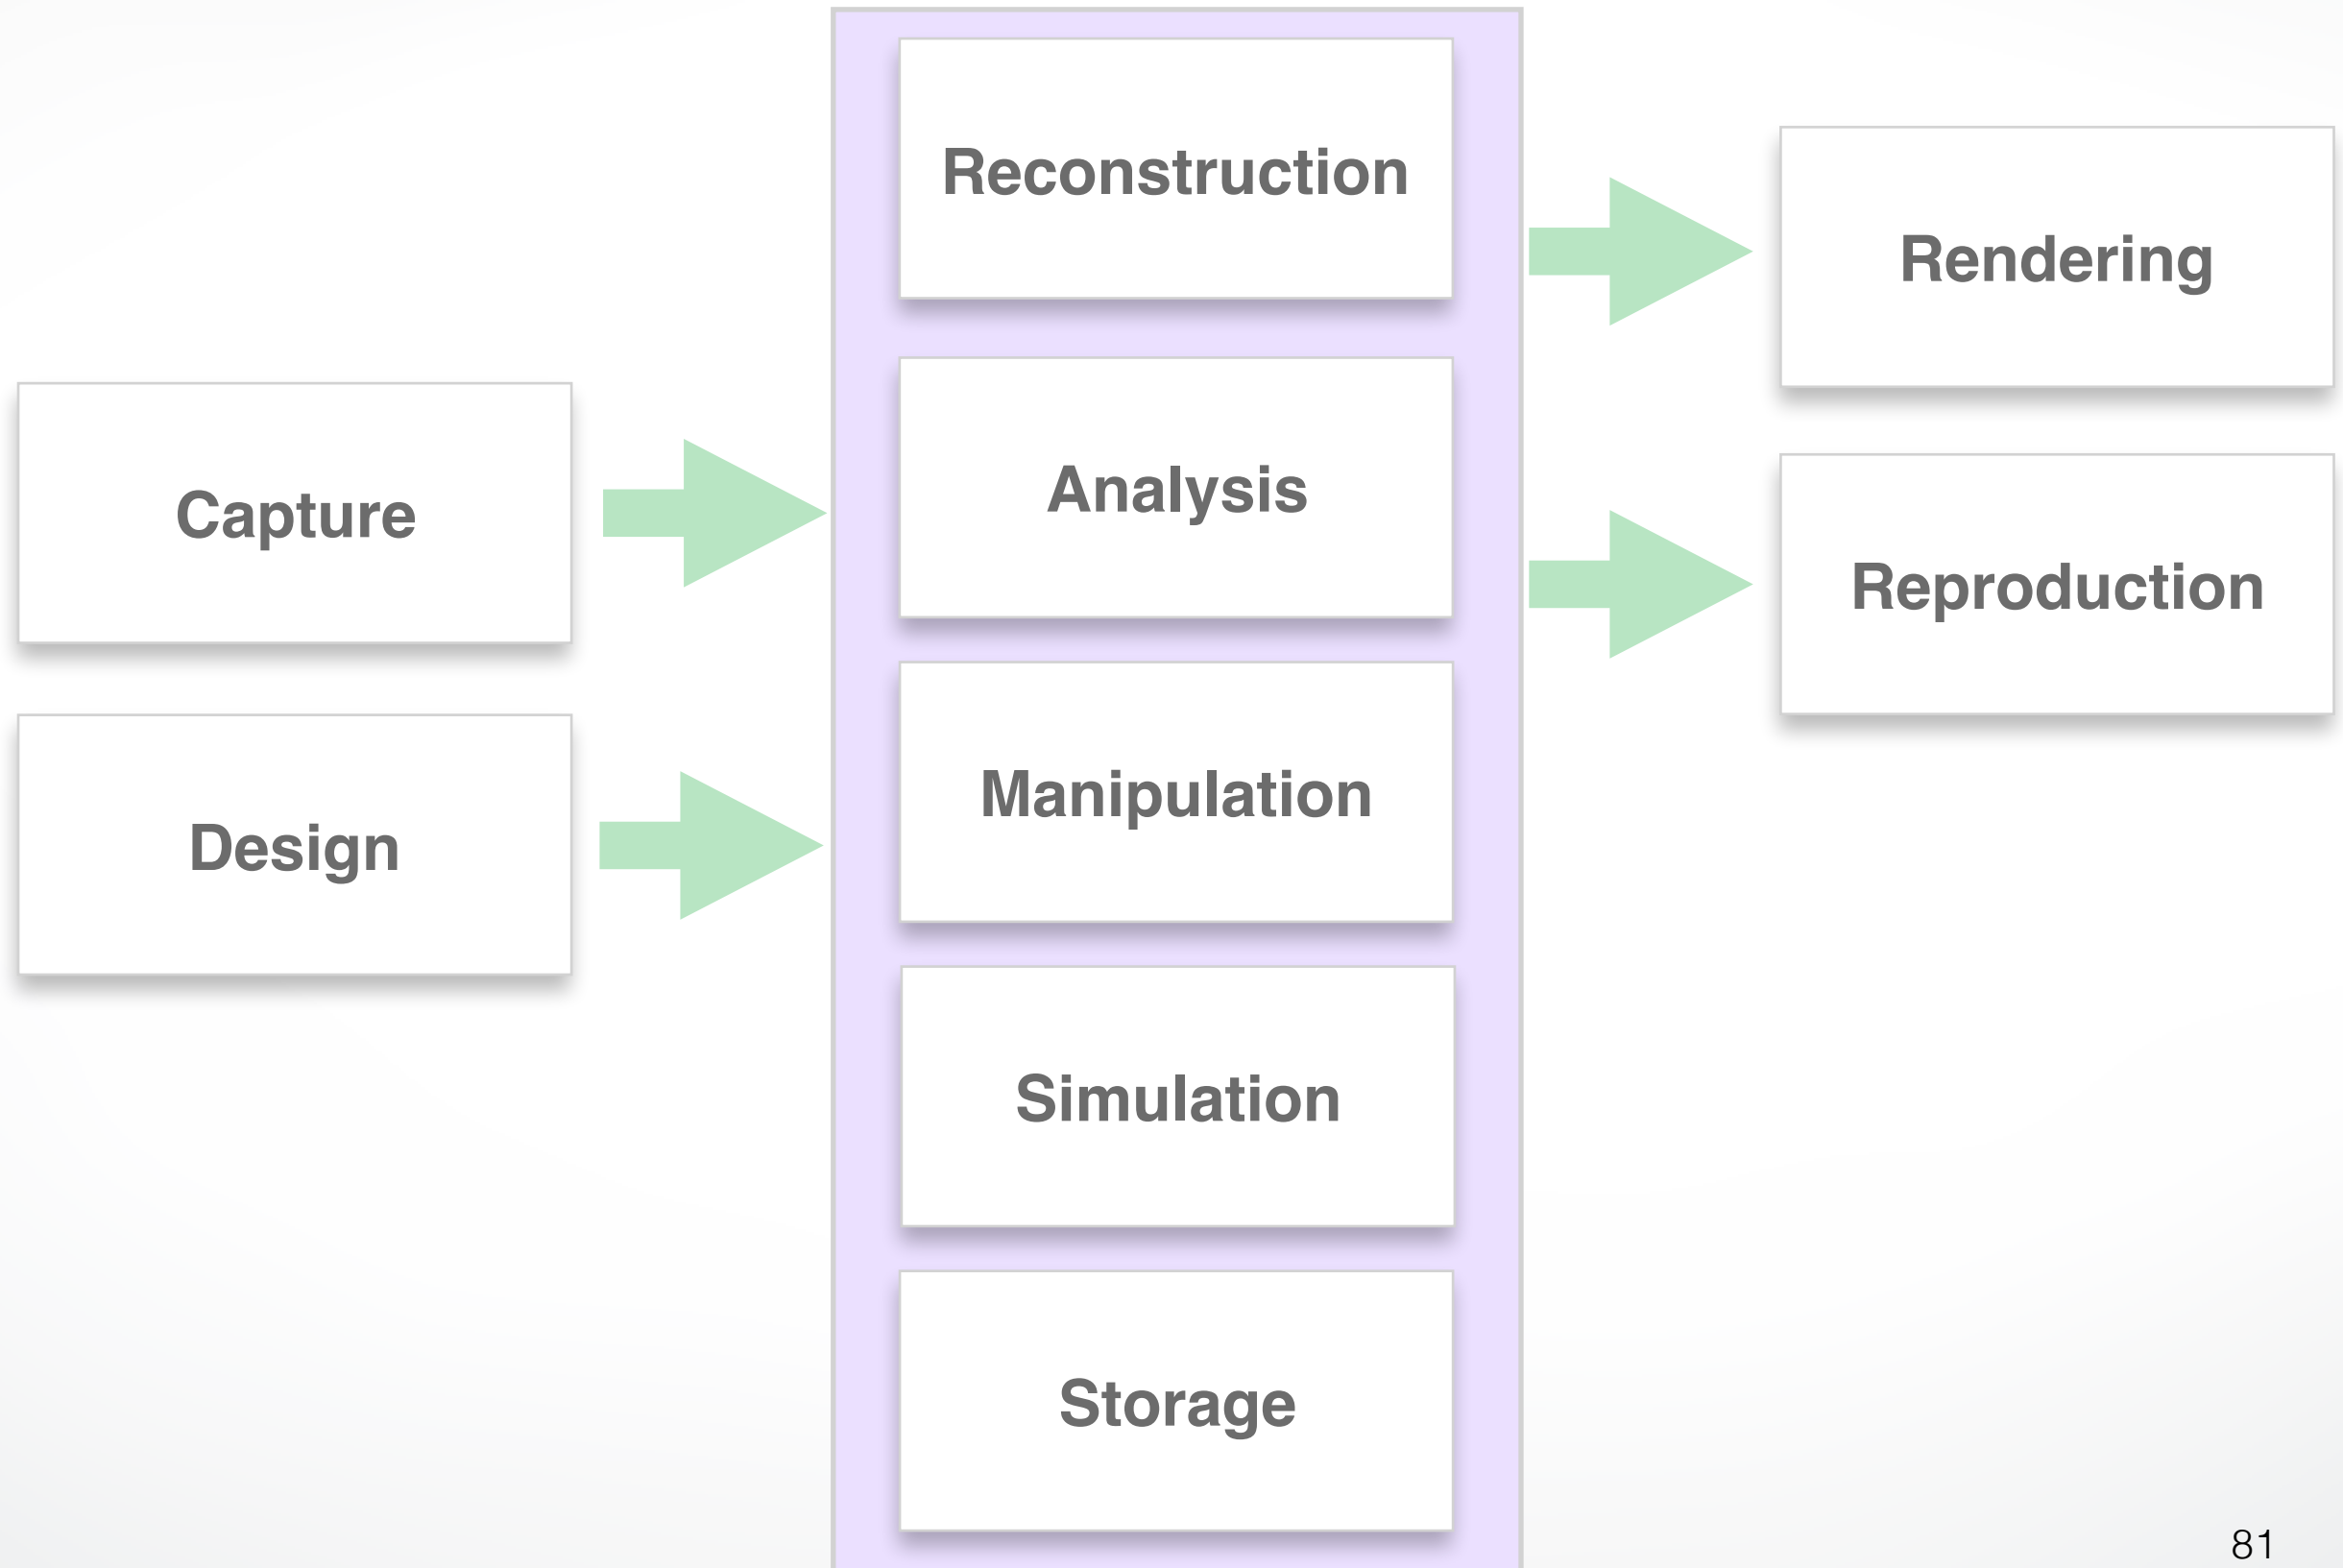 Capture
Design
Reconstruction
Analysis
Manipulation
Simulation
Storage
Rendering
Reproduction
81